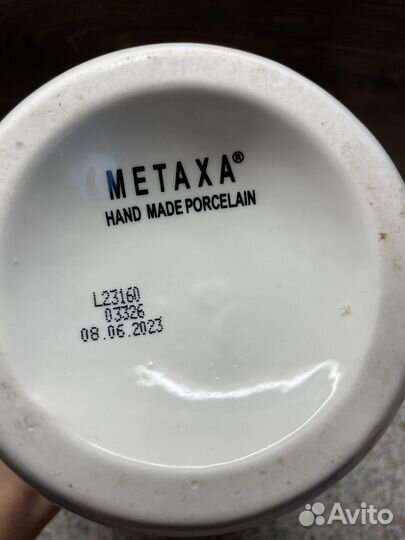 METAXA®
HAND MADE PORCELAIN
L23160
03326
08.06.2023
Avito